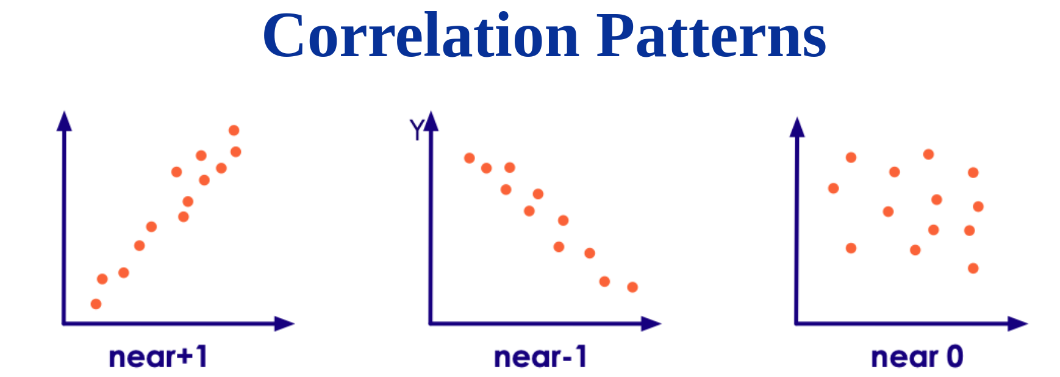 Correlation Patterns
Y
near+1
near-1
near 0